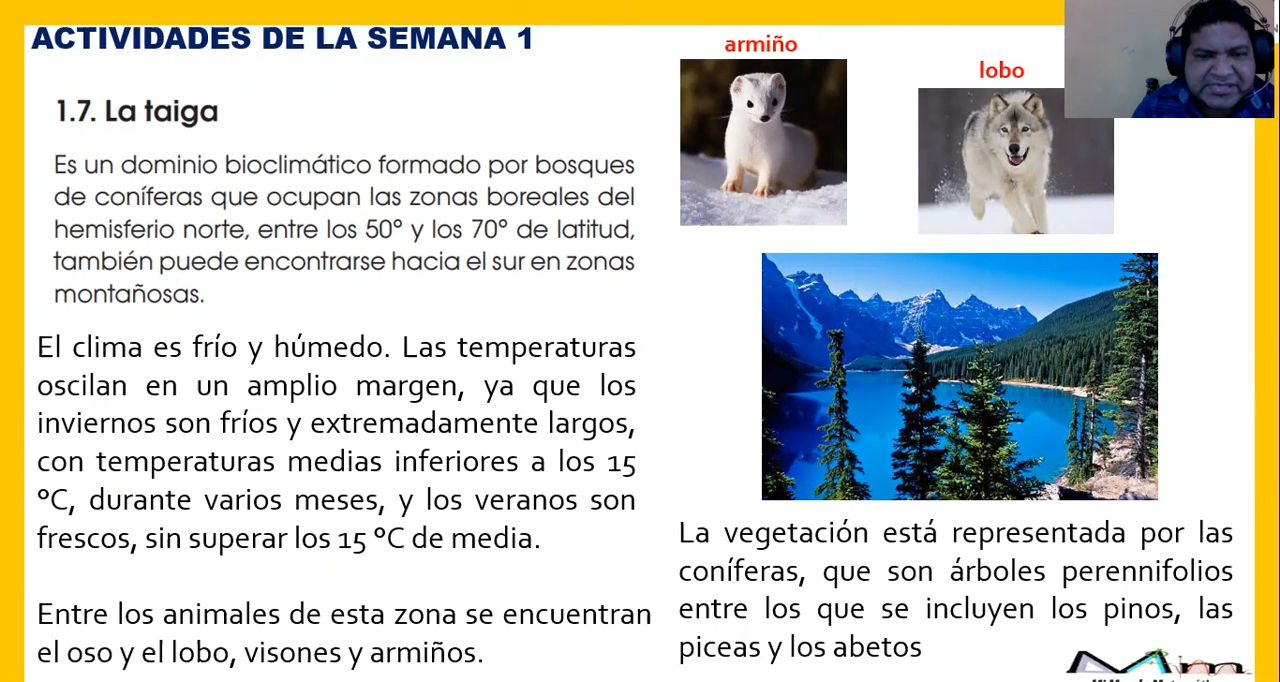 ACTIVIDADES DE LA SEMANA 1
1.7. La taiga
Es un dominio bioclimático formado por bosques
de coníferas que ocupan las zonas boreales del
hemisferio norte, entre los 50° y los 70° de latitud,
también puede encontrarse hacia el sur en zonas
montañosas.
El clima es frío y húmedo. Las temperaturas
oscilan en un amplio margen, ya que los
inviernos son fríos y extremadamente largos,
con temperaturas medias inferiores a los 15
ºC, durante varios meses, y los veranos son
frescos, sin superar los 15 ºC de media.
Entre los animales de esta zona se encuentran
el oso y el lobo, visones y armiños.
armiño
lobo
La vegetación está representada por las
coníferas, que son árboles perennifolios
entre los que se incluyen los pinos, las
piceas y los abetos